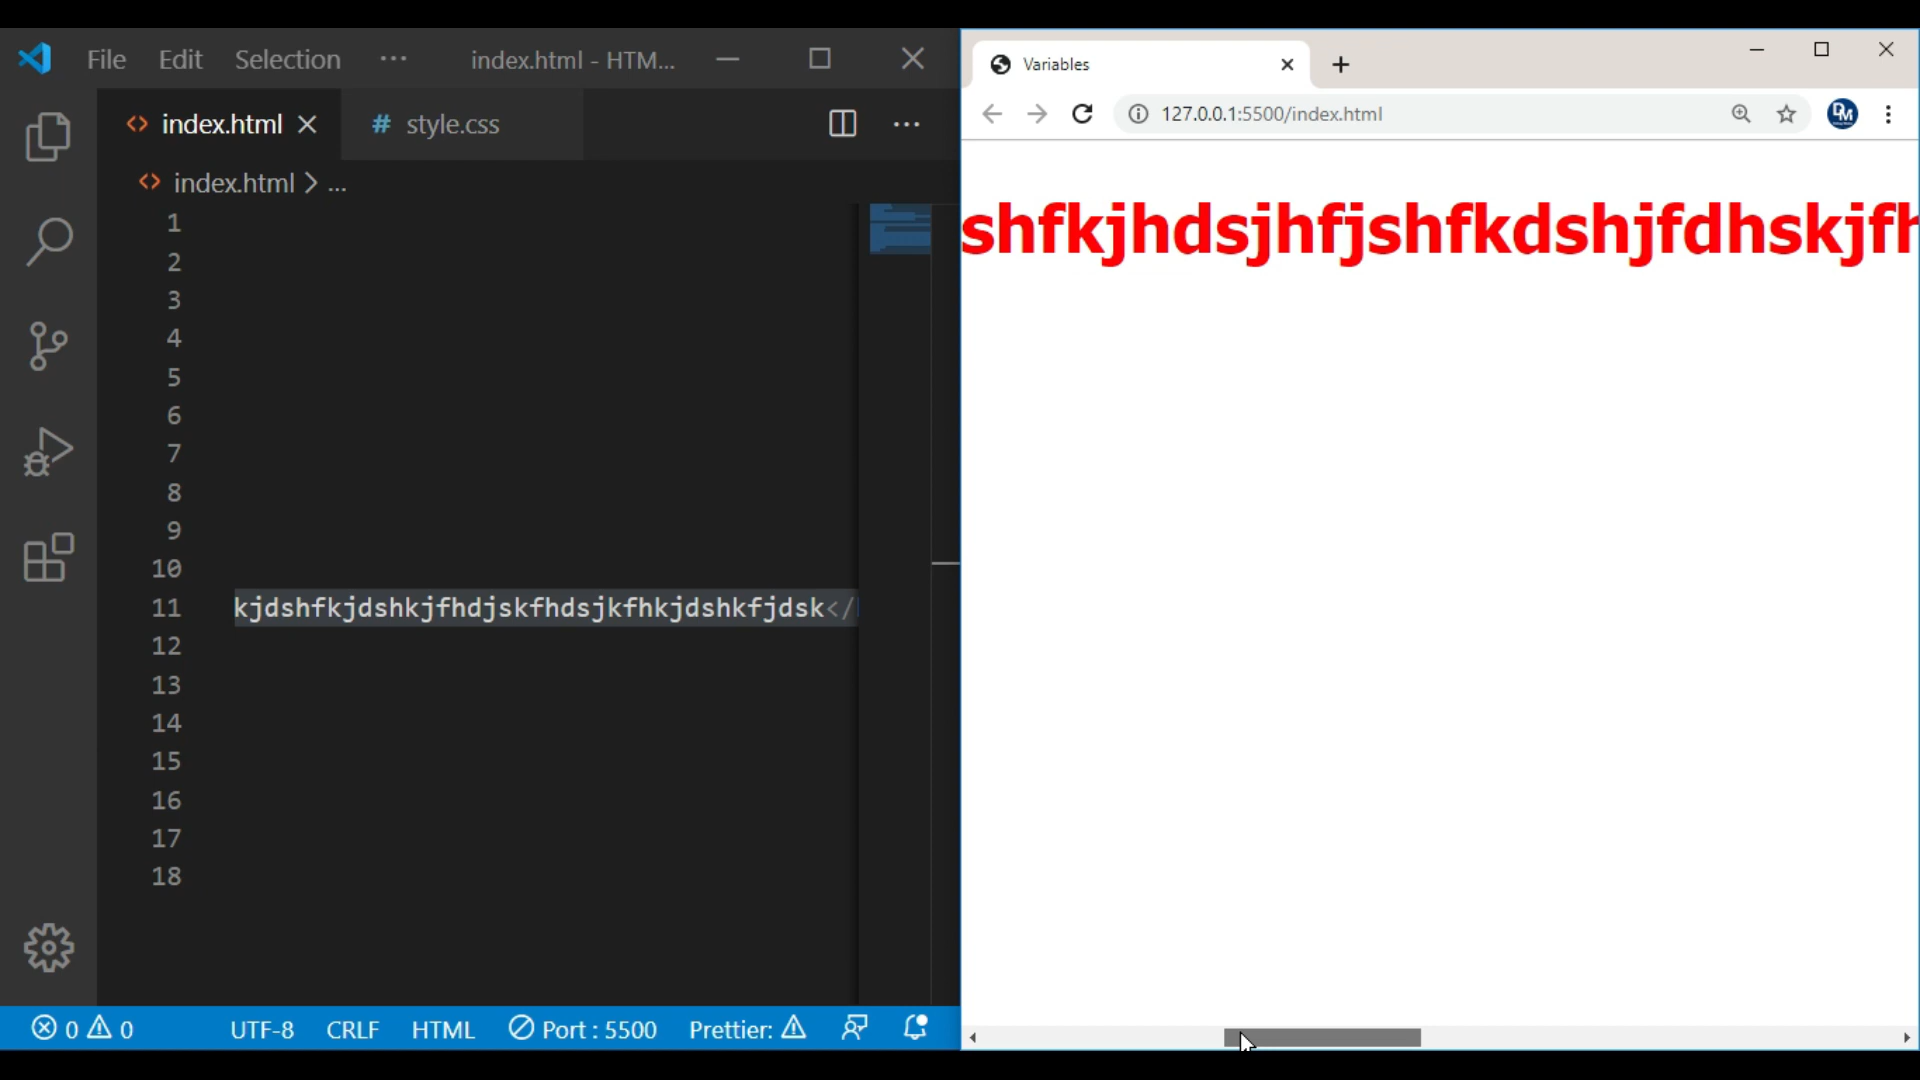 File Edit Selection ··· index.html - HTM...
index.html # style.css ···
index.html > ...
1
2
3
4
5
6
7
8
9
10
11 kjdshfkjdshkjfhdjskfhdsjkfhkjdshkfjdsk</
12
13
14
15
16
17
18
0 0 UTF-8 CRLF HTML Port : 5500 Prettier:
Variables
127.0.0.1:5500/index.html DM
shfkjhdsjhfjshfkdshjfdhskjfh